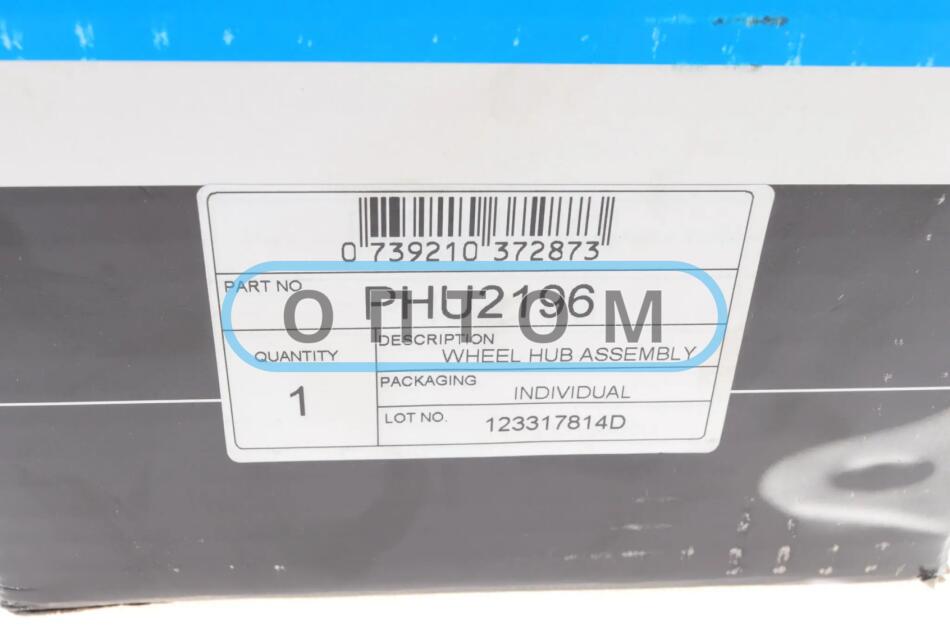 0 739210 372873
PART NO
PHU2196
ОПТОМ
DESCRIPTION
QUANTITY
WHEEL HUB ASSEMBLY
PACKAGING
INDIVIDUAL
1
LOT NO.
123317814D